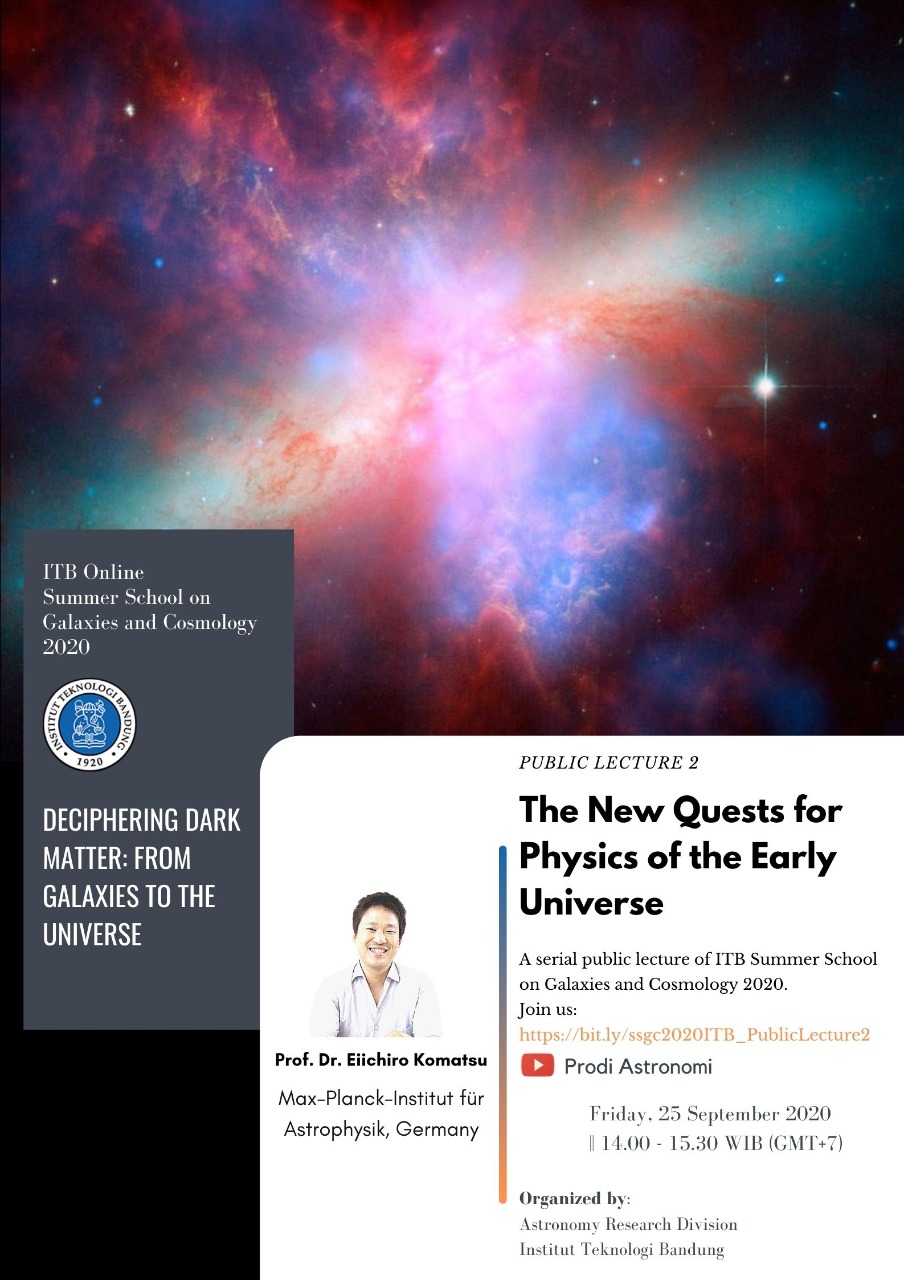 ITB Online
Summer School on
Galaxies and Cosmology
2020
INSTITUT TEKNOLOGI BANDUNG
1920
DECIPHERING DARK
MATTER: FROM
GALAXIES TO THE
UNIVERSE
PUBLIC LECTURE 2
The New Quests for
Physics of the Early
Universe
A serial public lecture of ITB Summer School
on Galaxies and Cosmology 2020.
Join us:
https://bit.ly/ssgc2020ITB_PublicLecture2
Prodi Astronomi
Friday, 25 September 2020
|| 14.00 - 15.30 WIB (GMT+7)
Organized by:
Astronomy Research Division
Institut Teknologi Bandung
Prof. Dr. Eiichiro Komatsu
Max-Planck-Institut für
Astrophysik, Germany